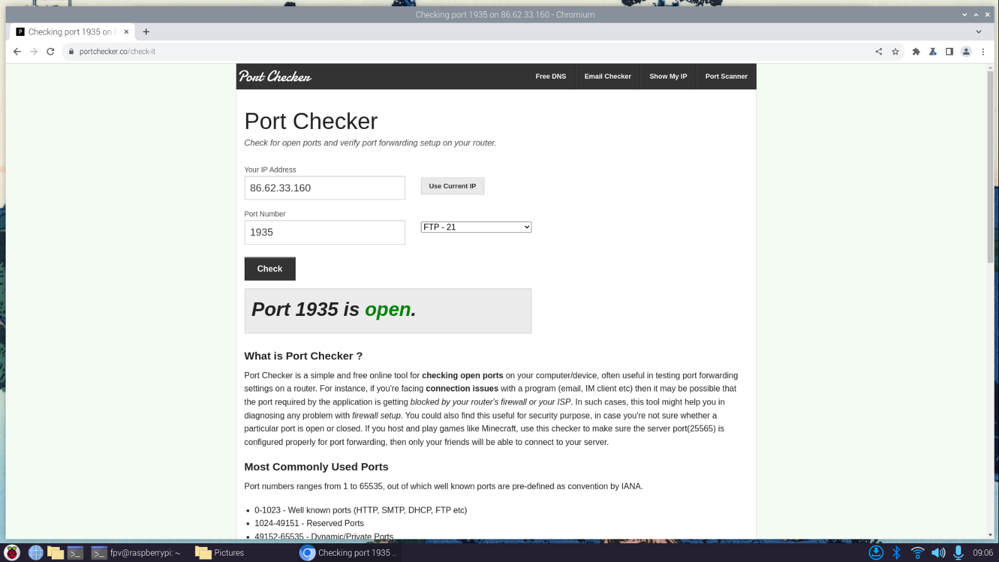 Checking port 1935 on 86.62.33.160 - Chromium
Checking port 1935 on 8
portchecker.co/check-it
Port Checker
Free DNS
Email Checker
Show My IP
Port Scanner
Port Checker
Check for open ports and verify port forwarding setup on your router.
Your IP Address
86.62.33.160
Use Current IP
Port Number
1935
FTP - 21
Check
Port 1935 is open.
What is Port Checker ?
Port Checker is a simple and free online tool for checking open ports on your computer/device, often useful in testing port forwarding
settings on a router. For instance, if you're facing connection issues with a program (email, IM client etc) then it may be possible that
the port required by the application is getting blocked by your router's firewall or your ISP. In such cases, this tool might help you in
diagnosing any problem with firewall setup. You could also find this useful for security purpose, in case you're not sure whether a
particular port is open or closed. If you host and play games like Minecraft, use this checker to make sure the server port(25565) is
configured properly for port forwarding, then only your friends will be able to connect to your server.
Most Commonly Used Ports
Port numbers ranges from 1 to 65535, out of which well known ports are pre-defined as convention by IANA.
• 0-1023 - Well known ports (HTTP, SMTP, DHCP, FTP etc)
• 1024-49151 - Reserved Ports
• 49152-65535 - Dynamic/Private Ports
fpv@raspberrypi: ~
Pictures
Checking port 1935 ..
09:06